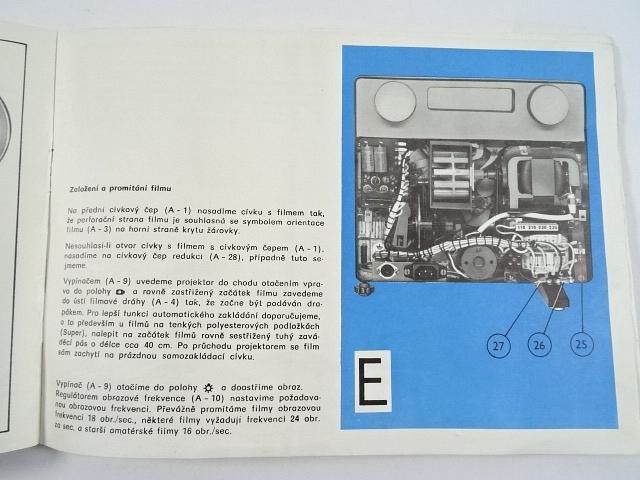 Založení a promítání filmu
Na přední cívkový čep (A - 1) nasadíme cívku s filmem tak,
že perforační strana filmu je souhlasná se symbolem orientace
filmu (A - 3) na horní straně krytu žárovky.
Nesouhlasí-li otvor cívky s filmem s cívkovým čepem (A - 1),
nasadíme na cívkový čep redukci (A - 28), případně tuto se-
jmeme.
Vypínačem (A - 9) uvedeme projektor do chodu otočením vpra-
vo do polohy a rovně zastřižený začátek filmu zavedeme
do ústí filmové dráhy (A - 4) tak, že začne být podáván dra-
pákem. Pro lepší funkci automatického zakládání doporučujeme,
a to především u filmů na tenkých polyesterových podložkách
(Super), nalepit na začátek filmů rovně sestřižený tuhý zavá-
děcí pás o délce cca 40 cm. Po průchodu projektorem se film
sám zachytí na prázdnou samozakládací cívku.
Vypínač (A - 9) otočíme do polohy a doostříme obraz.
Regulátorem obrazové frekvence (A - 10) nastavíme požadova-
nou obrazovou frekvenci. Převážně promítáme filmy obrazovou
frekvencí 18 obr./sec., některé filmy vyžadují frekvenci 24 obr.
za sec. a starší amatérské filmy 16 obr./sec.
110 220 240
27 26 25
E